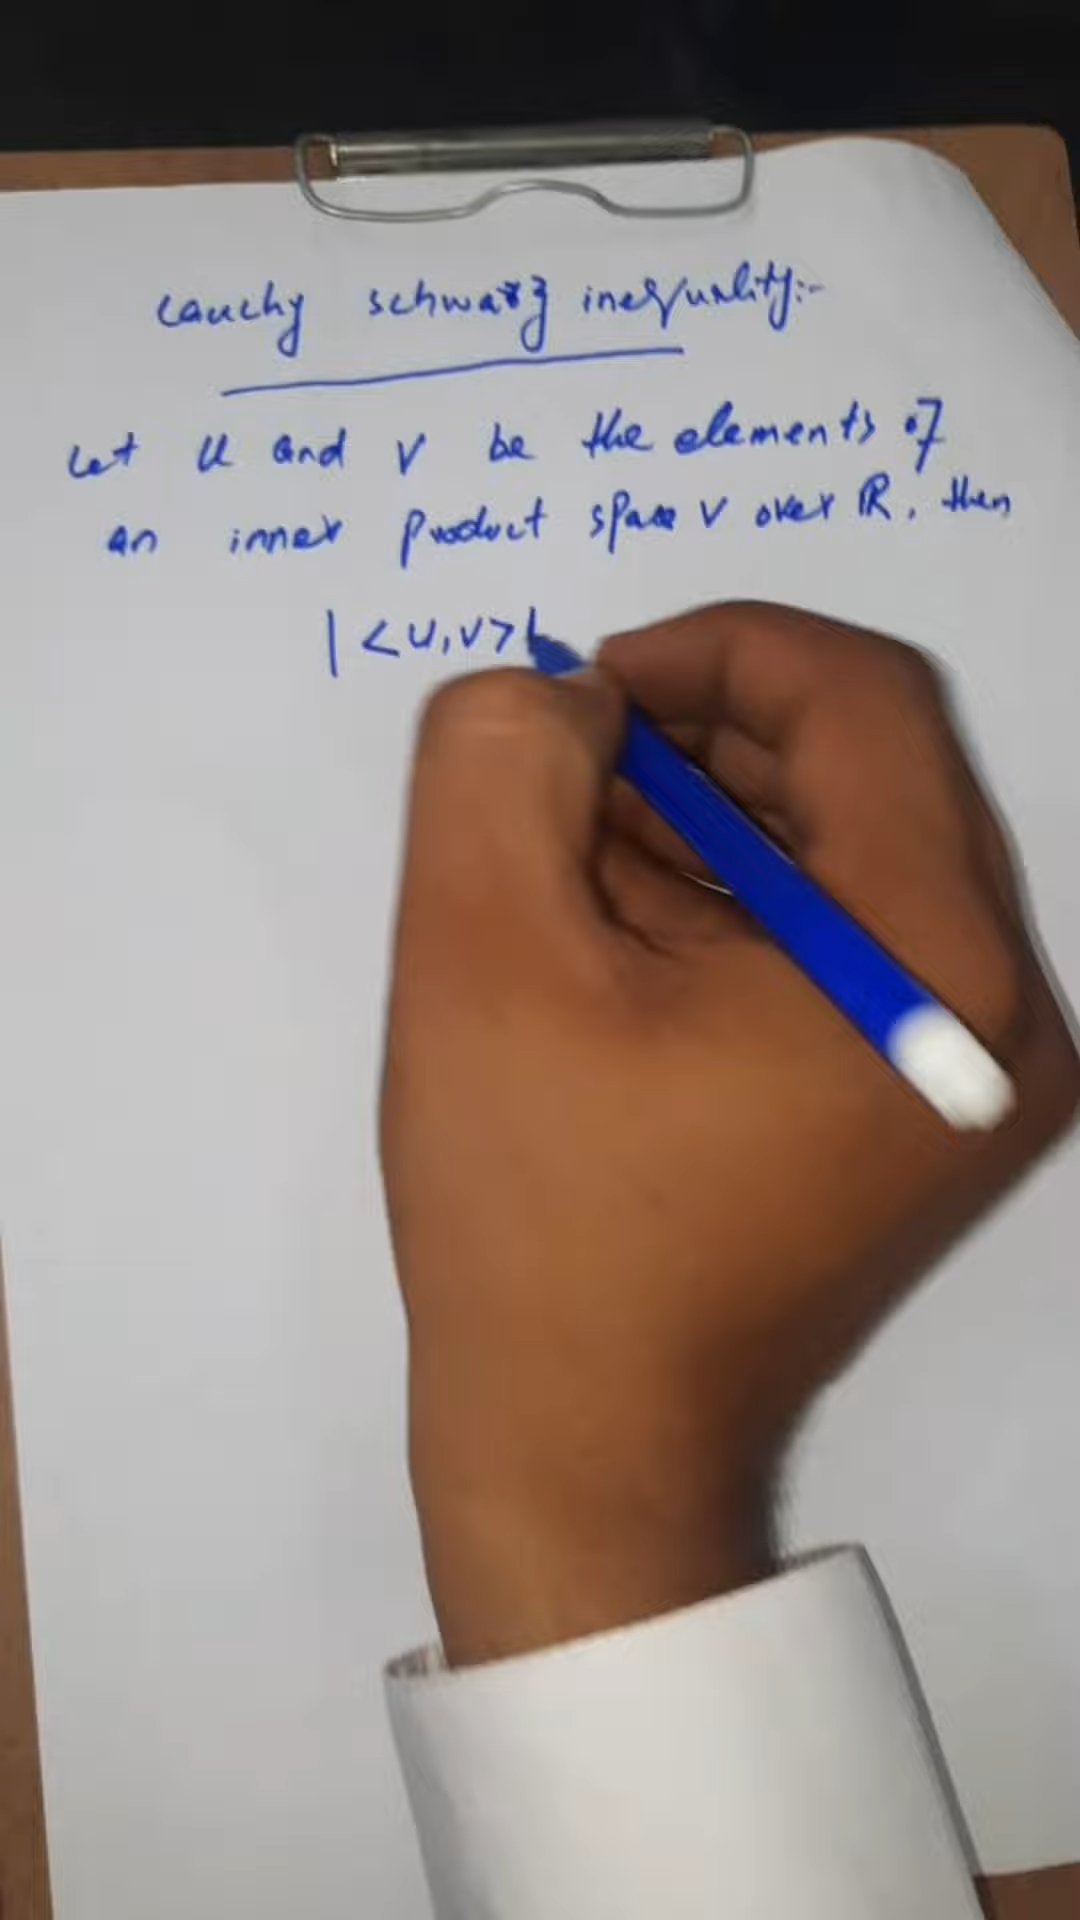 Cauchy schwarz inequality:-
Let u and v be the elements of
an inner product space V over ℝ, then
|<u,v>|